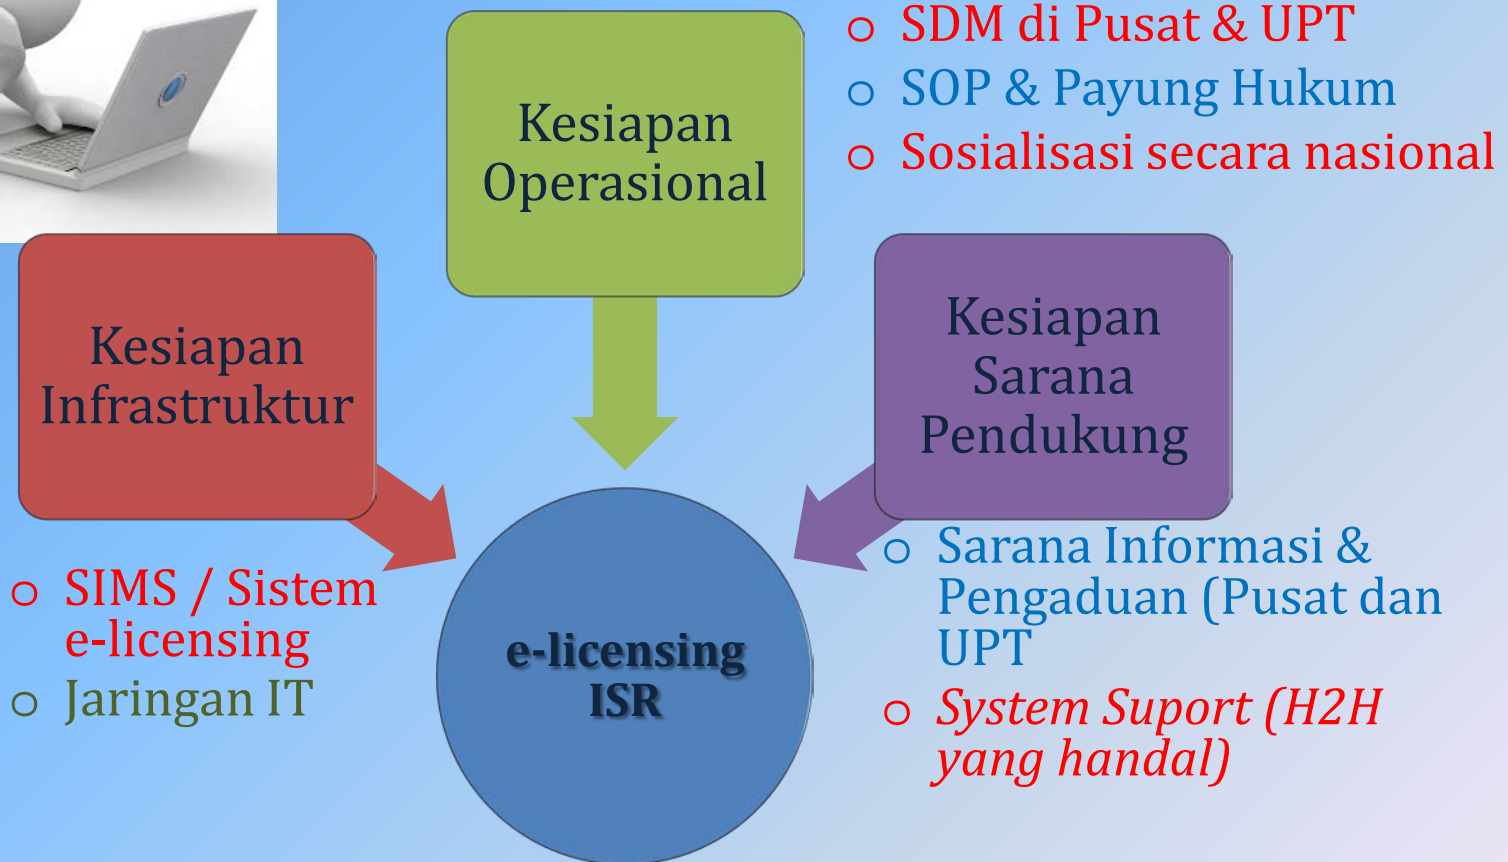 Kesiapan
Operasional
o SDM di Pusat & UPT
o SOP & Payung Hukum
o Sosialisasi secara nasional
Kesiapan
Infrastruktur
o SIMS / Sistem
e-licensing
o Jaringan IT
Kesiapan
Sarana
Pendukung
o Sarana Informasi &
Pengaduan (Pusat dan
UPT
o System Suport (H2H
yang handal)
e-licensing
ISR